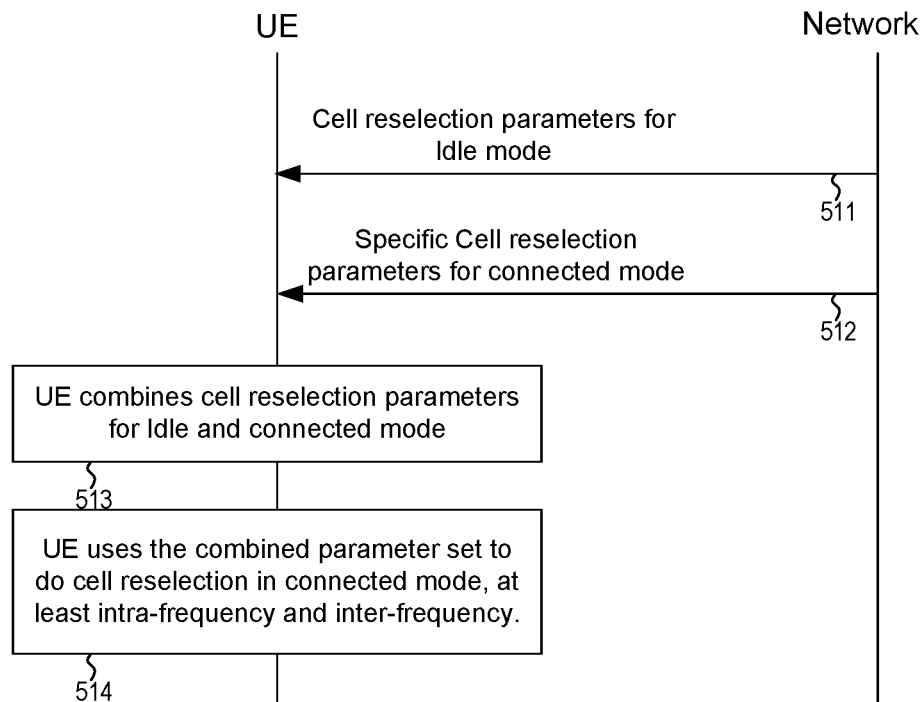 UE
Network
Cell reselection parameters for
Idle mode
511
Specific Cell reselection
parameters for connected mode
512
UE combines cell reselection parameters
for Idle and connected mode
513
UE uses the combined parameter set to
do cell reselection in connected mode, at
least intra-frequency and inter-frequency.
514